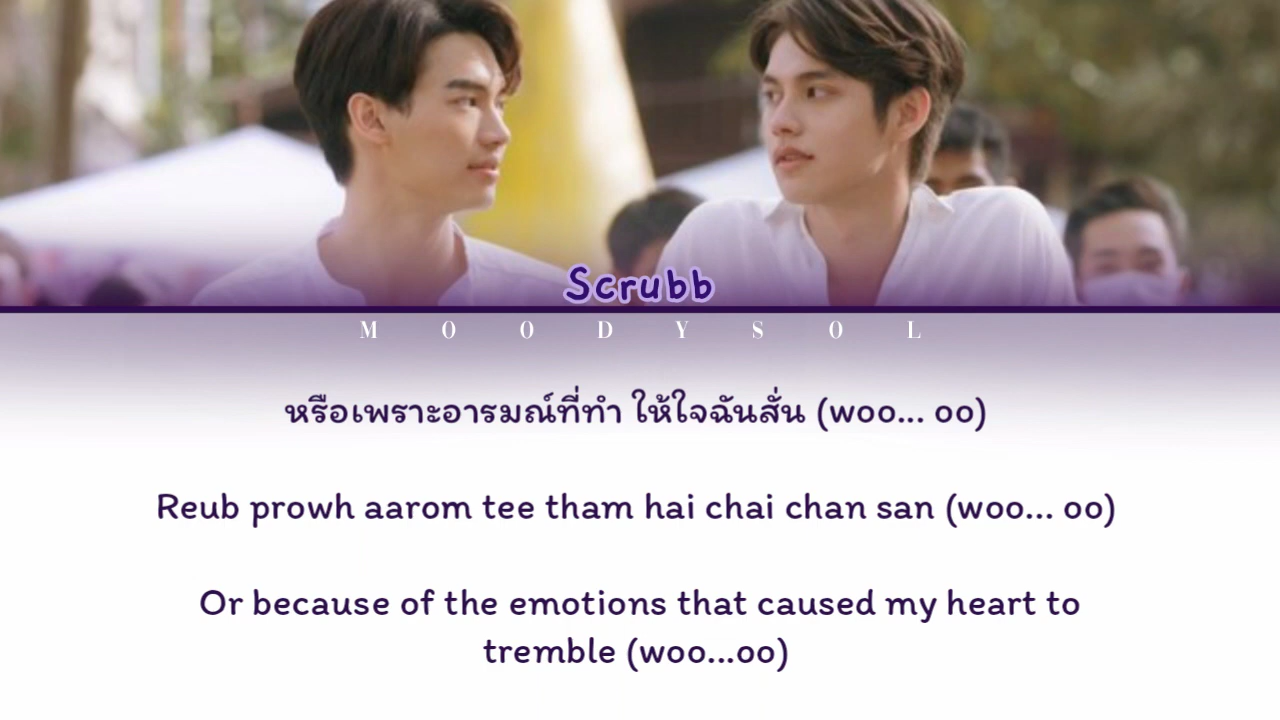 Scrubb
MOODYSOL
หรือเพราะอารมณ์ที่ทำ ให้ใจฉันสั่น (woo... oo)
Reub prowh aarom tee tham hai chai chan san (woo... oo)
Or because of the emotions that caused my heart to
tremble (woo...oo)